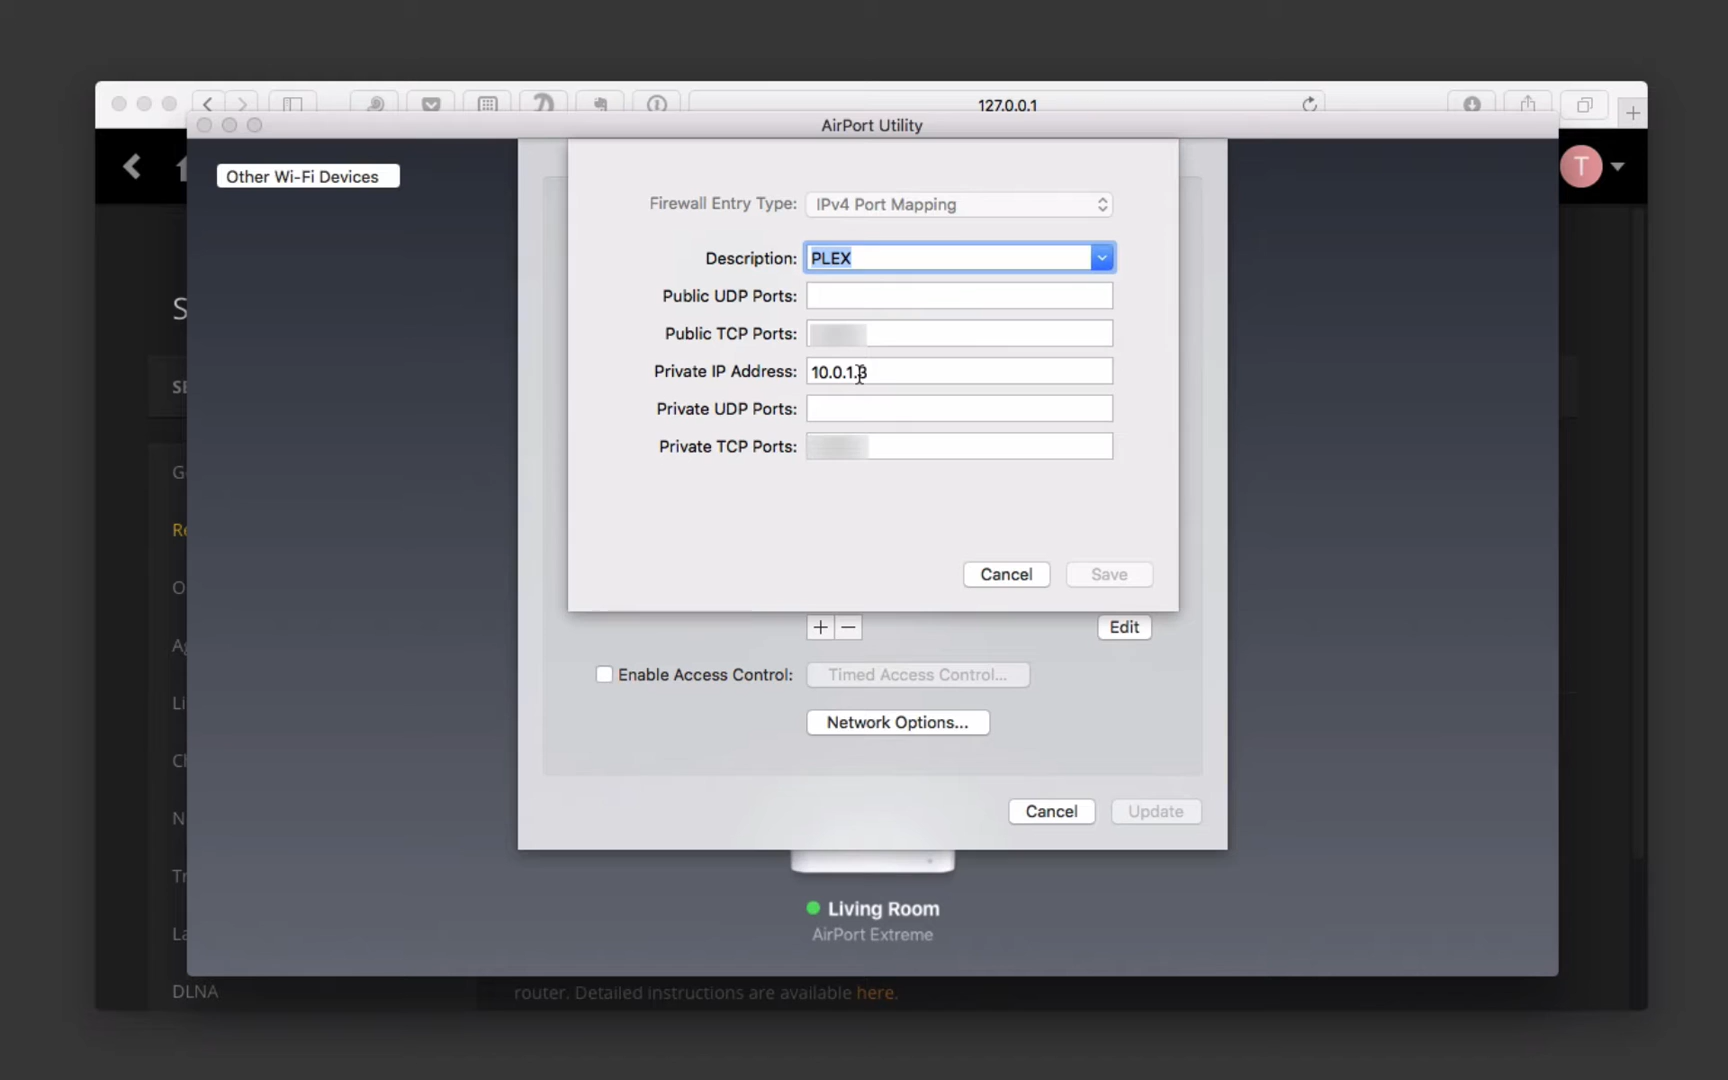 127.0.0.1
AirPort Utility
Other Wi-Fi Devices
T
Firewall Entry Type: IPv4 Port Mapping
Description: PLEX
Public UDP Ports:
Public TCP Ports:
Private IP Address: 10.0.1.3
Private UDP Ports:
Private TCP Ports:
Cancel Save
Edit
Enable Access Control: Timed Access Control...
Network Options...
Cancel Update
Living Room
AirPort Extreme
DLNA
router. Detailed instructions are available here.